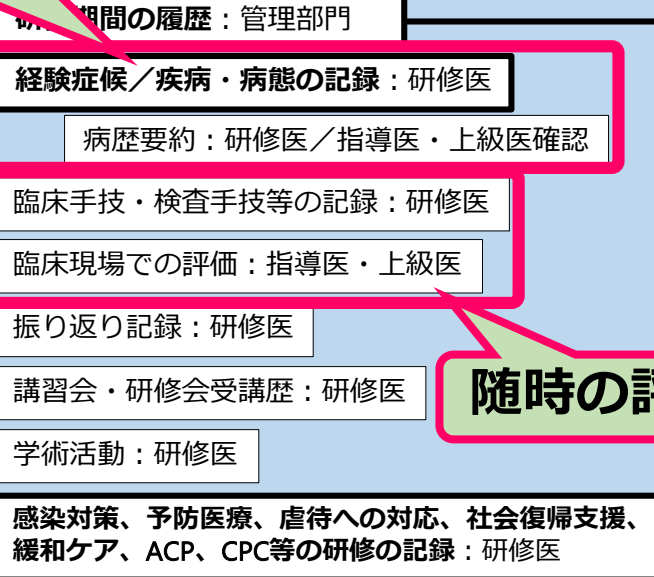 期間の履歴：管理部門
経験症候／疾病・病態の記録：研修医
病歴要約：研修医／指導医・上級医確認
臨床手技・検査手技等の記録：研修医
臨床現場での評価：指導医・上級医
振り返り記録：研修医
講習会・研修会受講歴：研修医
随時の
学術活動：研修医
感染対策、予防医療、虐待への対応、社会復帰支援、
緩和ケア、ACP、CPC等の研修の記録：研修医